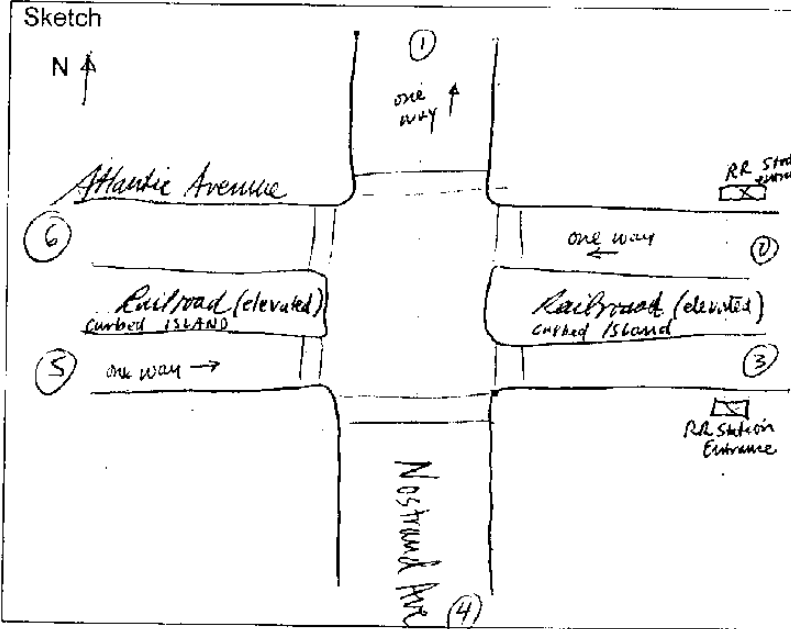 Sketch
N
1
one
way
Atlantic Avenue
RR
6
one way
Railroad (elevated)
curbed ISLAND
Railroad (elevated)
curbed ISLand
5
one way
3
RR Station
Entrance
Nostrand Ave
4